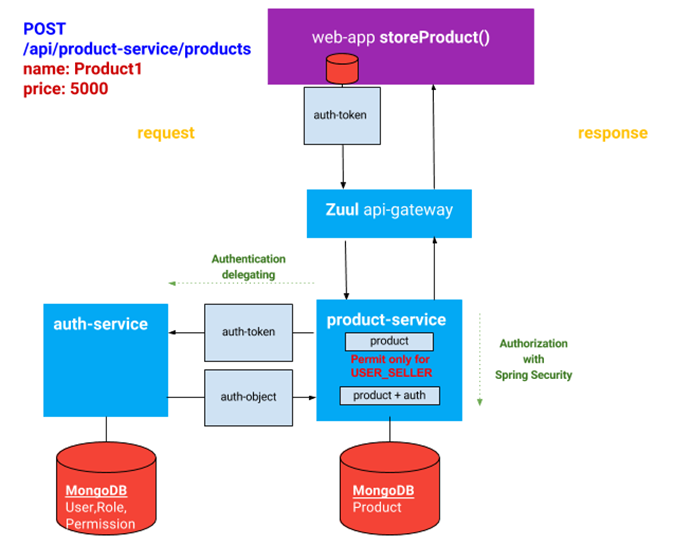 POST
/api/product-service/products
name: Product1
price: 5000
web-app storeProduct()
auth-token
request
response
Zuul api-gateway
Authentication
delegating
auth-service
auth-token
product-service
product
Permit only for
USER_SELLER
product + auth
Authorization
with
Spring Security
auth-object
MongoDB
User,Role,
Permission
MongoDB
Product